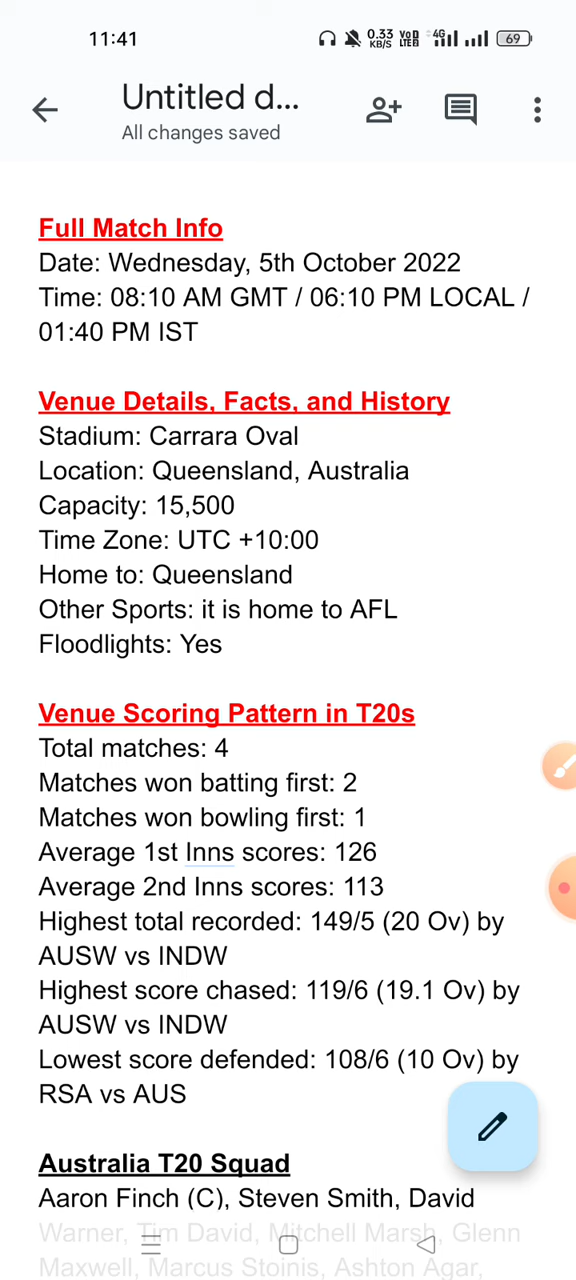 11:41
0.33 KB/S VoD LTE 4G 69
Untitled d...
All changes saved
Full Match Info
Date: Wednesday, 5th October 2022
Time: 08:10 AM GMT / 06:10 PM LOCAL /
01:40 PM IST
Venue Details, Facts, and History
Stadium: Carrara Oval
Location: Queensland, Australia
Capacity: 15,500
Time Zone: UTC +10:00
Home to: Queensland
Other Sports: it is home to AFL
Floodlights: Yes
Venue Scoring Pattern in T20s
Total matches: 4
Matches won batting first: 2
Matches won bowling first: 1
Average 1st Inns scores: 126
Average 2nd Inns scores: 113
Highest total recorded: 149/5 (20 Ov) by
AUSW vs INDW
Highest score chased: 119/6 (19.1 Ov) by
AUSW vs INDW
Lowest score defended: 108/6 (10 Ov) by
RSA vs AUS
Australia T20 Squad
Aaron Finch (C), Steven Smith, David
Warner, Tim David, Mitchell Marsh, Glenn
Maxwell, Marcus Stoinis, Ashton Agar,